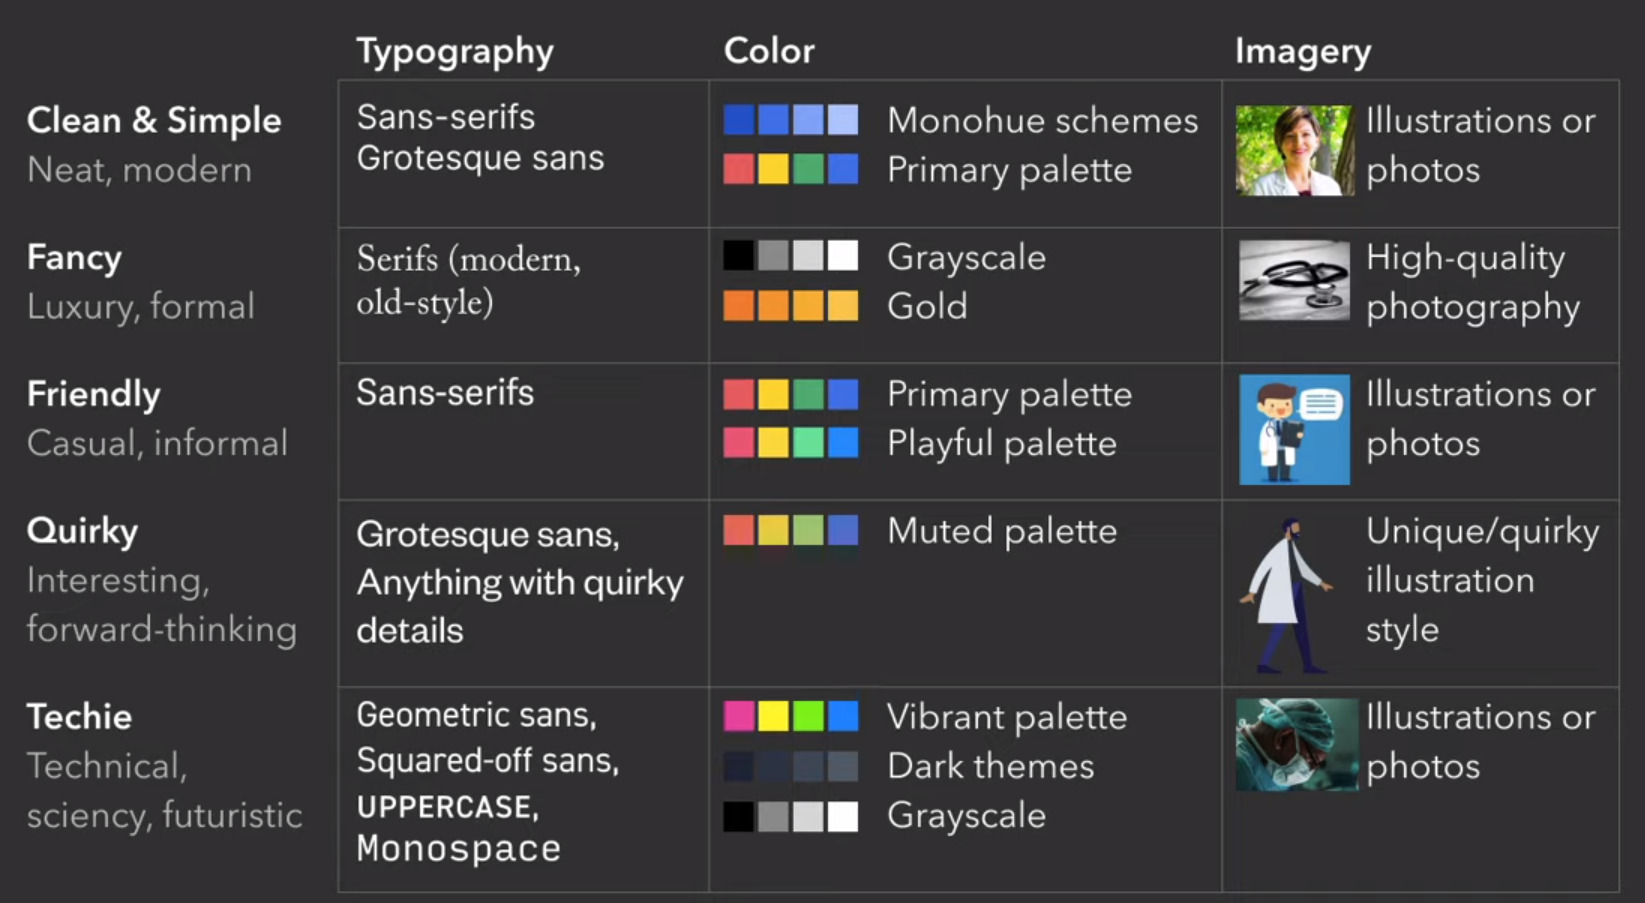 Typography
Color
Imagery
Clean & Simple
Neat, modern
Sans-serifs
Grotesque sans
Monohue schemes
Primary palette
Illustrations or
photos
Fancy
Luxury, formal
Serifs (modern,
old-style)
Grayscale
Gold
High-quality
photography
Friendly
Casual, informal
Sans-serifs
Primary palette
Playful palette
Illustrations or
photos
Quirky
Interesting,
forward-thinking
Grotesque sans,
Anything with quirky
details
Muted palette
Unique/quirky
illustration
style
Techie
Technical,
sciency, futuristic
Geometric sans,
Squared-off sans,
UPPERCASE,
Monospace
Vibrant palette
Dark themes
Grayscale
Illustrations or
photos